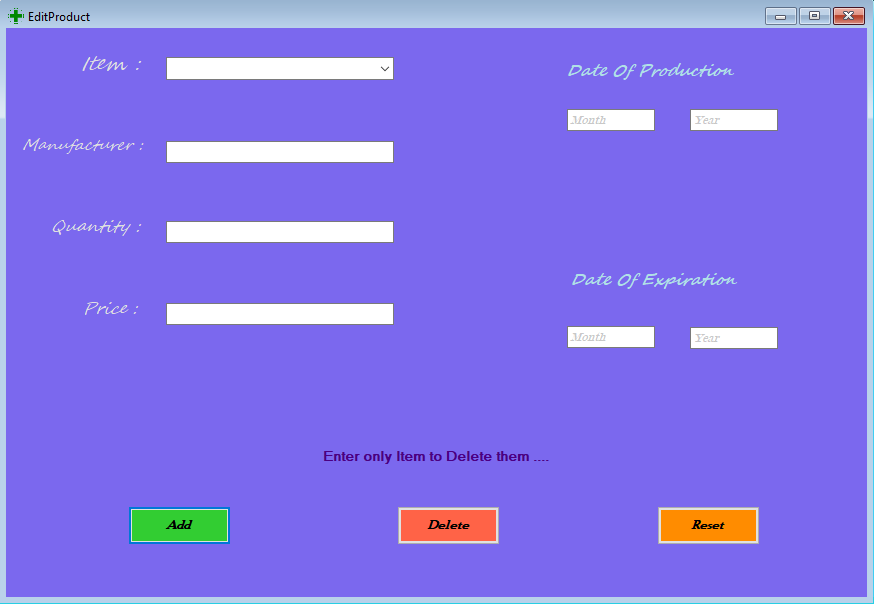 EditProduct
Item :
Date Of Production
Month
Year
Manufacturer :
Quantity :
Date Of Expiration
Price :
Month
Year
Enter only Item to Delete them ....
Add
Delete
Reset